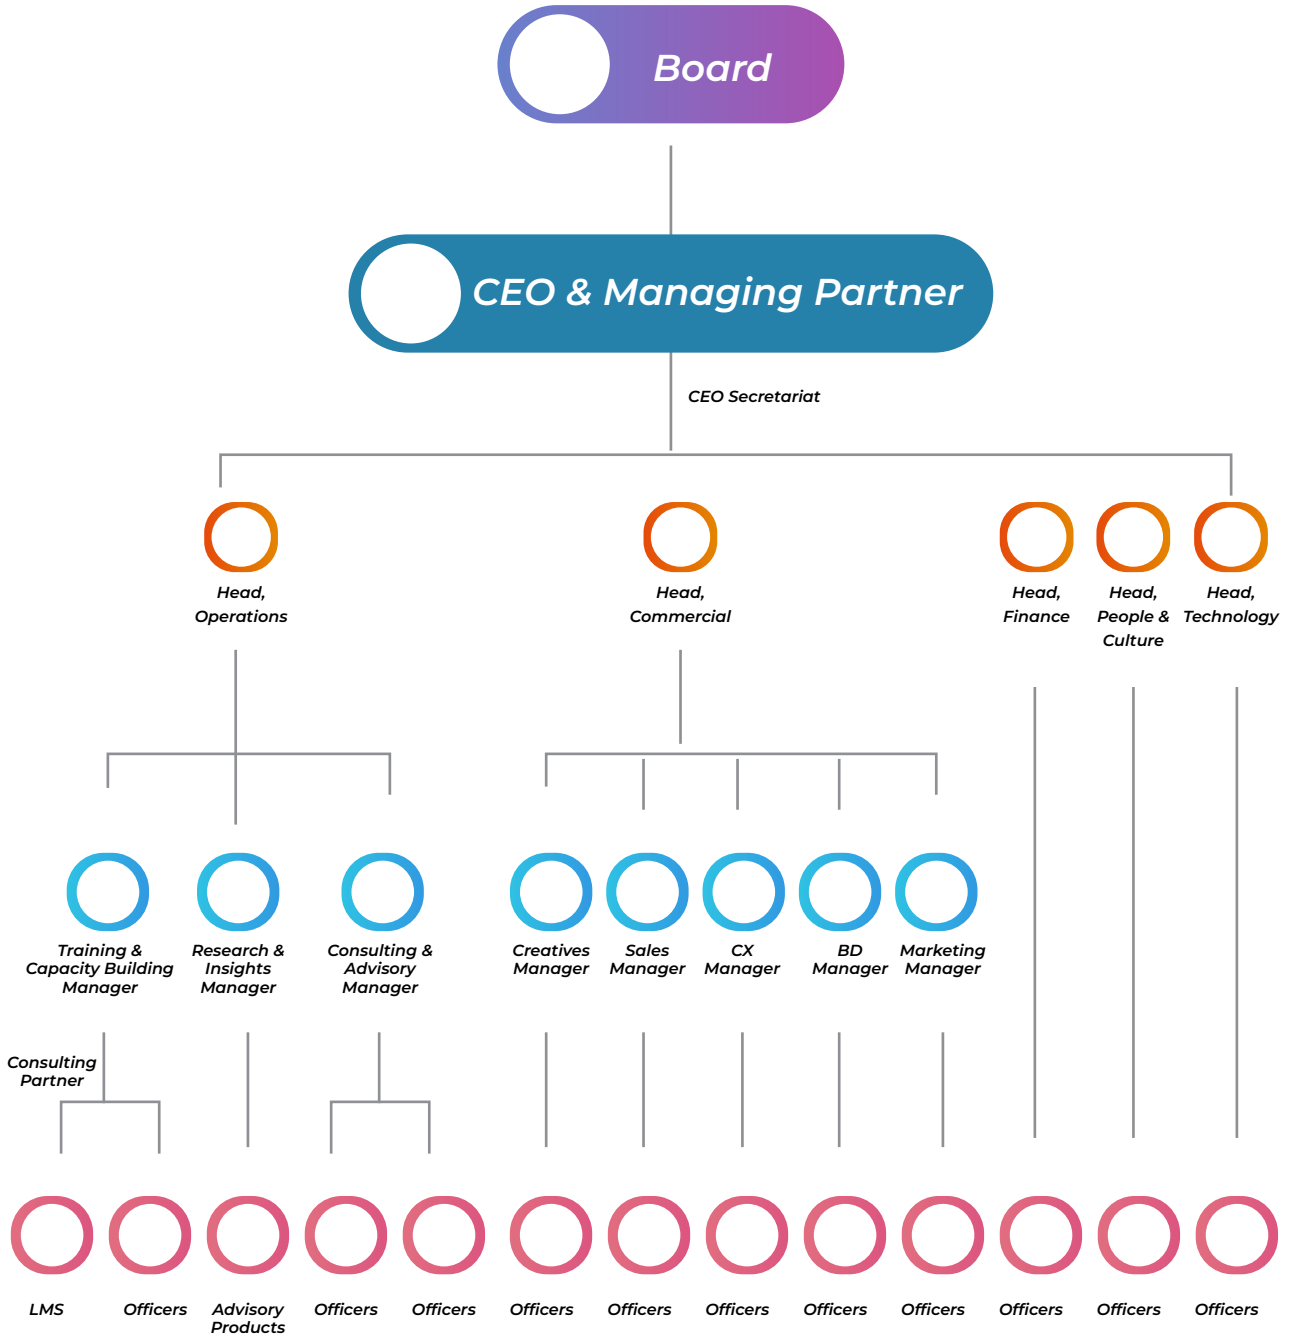 Board
CEO & Managing Partner
CEO Secretariat
Head,
Operations
Head,
Commercial
Head,
Finance
Head,
People &
Culture
Head,
Technology
Training &
Capacity Building
Manager
Research &
Insights
Manager
Consulting &
Advisory
Manager
Creatives
Manager
Sales
Manager
CX
Manager
BD
Manager
Marketing
Manager
Consulting
Partner
LMS
Officers
Advisory
Products
Officers
Officers
Officers
Officers
Officers
Officers
Officers
Officers
Officers
Officers